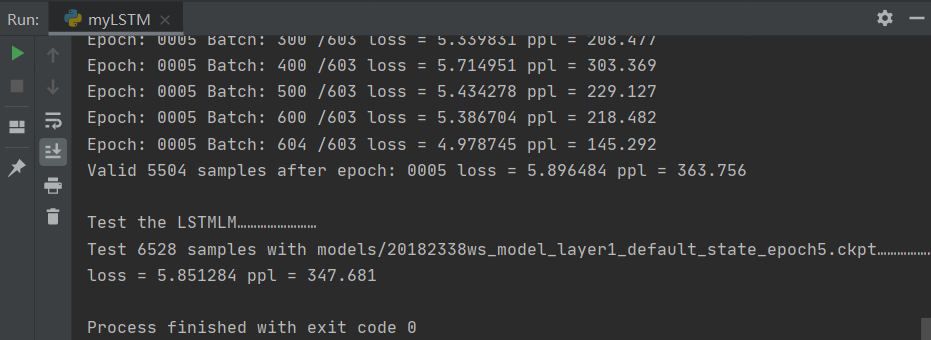 Run: myLSTM
Epoch: 0005 Batch: 300 /603 loss = 5.339831 ppl = 208.477
Epoch: 0005 Batch: 400 /603 loss = 5.714951 ppl = 303.369
Epoch: 0005 Batch: 500 /603 loss = 5.434278 ppl = 229.127
Epoch: 0005 Batch: 600 /603 loss = 5.386704 ppl = 218.482
Epoch: 0005 Batch: 604 /603 loss = 4.978745 ppl = 145.292
Valid 5504 samples after epoch: 0005 loss = 5.896484 ppl = 363.756
Test the LSTMLM……………………
Test 6528 samples with models/20182338ws_model_layer1_default_state_epoch5.ckpt………………
loss = 5.851284 ppl = 347.681
Process finished with exit code 0